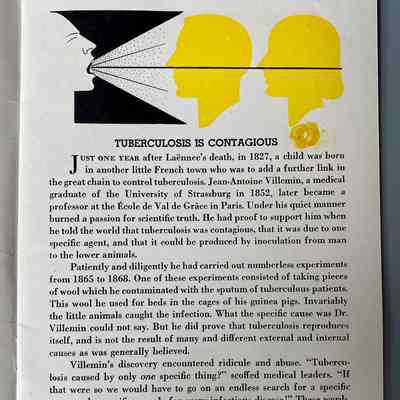 TUBERCULOSIS IS CONTAGIOUS
JUST ONE YEAR after Laënnec's death, in 1827, a child was born
in another little French town who was to add a further link in
the great chain to control tuberculosis. Jean-Antoine Villemin, a medical
graduate of the University of Strasburg in 1852, later became a
professor at the École de Val de Grâce in Paris. Under his quiet manner
burned a passion for scientific truth. He had proof to support him when
he told the world that tuberculosis was contagious, that it was due to one
specific agent, and that it could be produced by inoculation from man
to the lower animals.
Patiently and diligently he had carried out numberless experiments
from 1865 to 1868. One of these experiments consisted of taking pieces
of wool which he contaminated with the sputum of tuberculous patients.
This wool he used for beds in the cages of his guinea pigs. Invariably
the little animals caught the infection. What the specific cause was Dr.
Villemin could not say. But he did prove that tuberculosis reproduces
itself, and is not the result of many and different external and internal
causes as was generally believed.
Villemin's discovery encountered ridicule and abuse. "Tubercu-
losis caused by only one specific thing?" scoffed medical leaders. "If
that were so we would have to go on an endless search for a specific